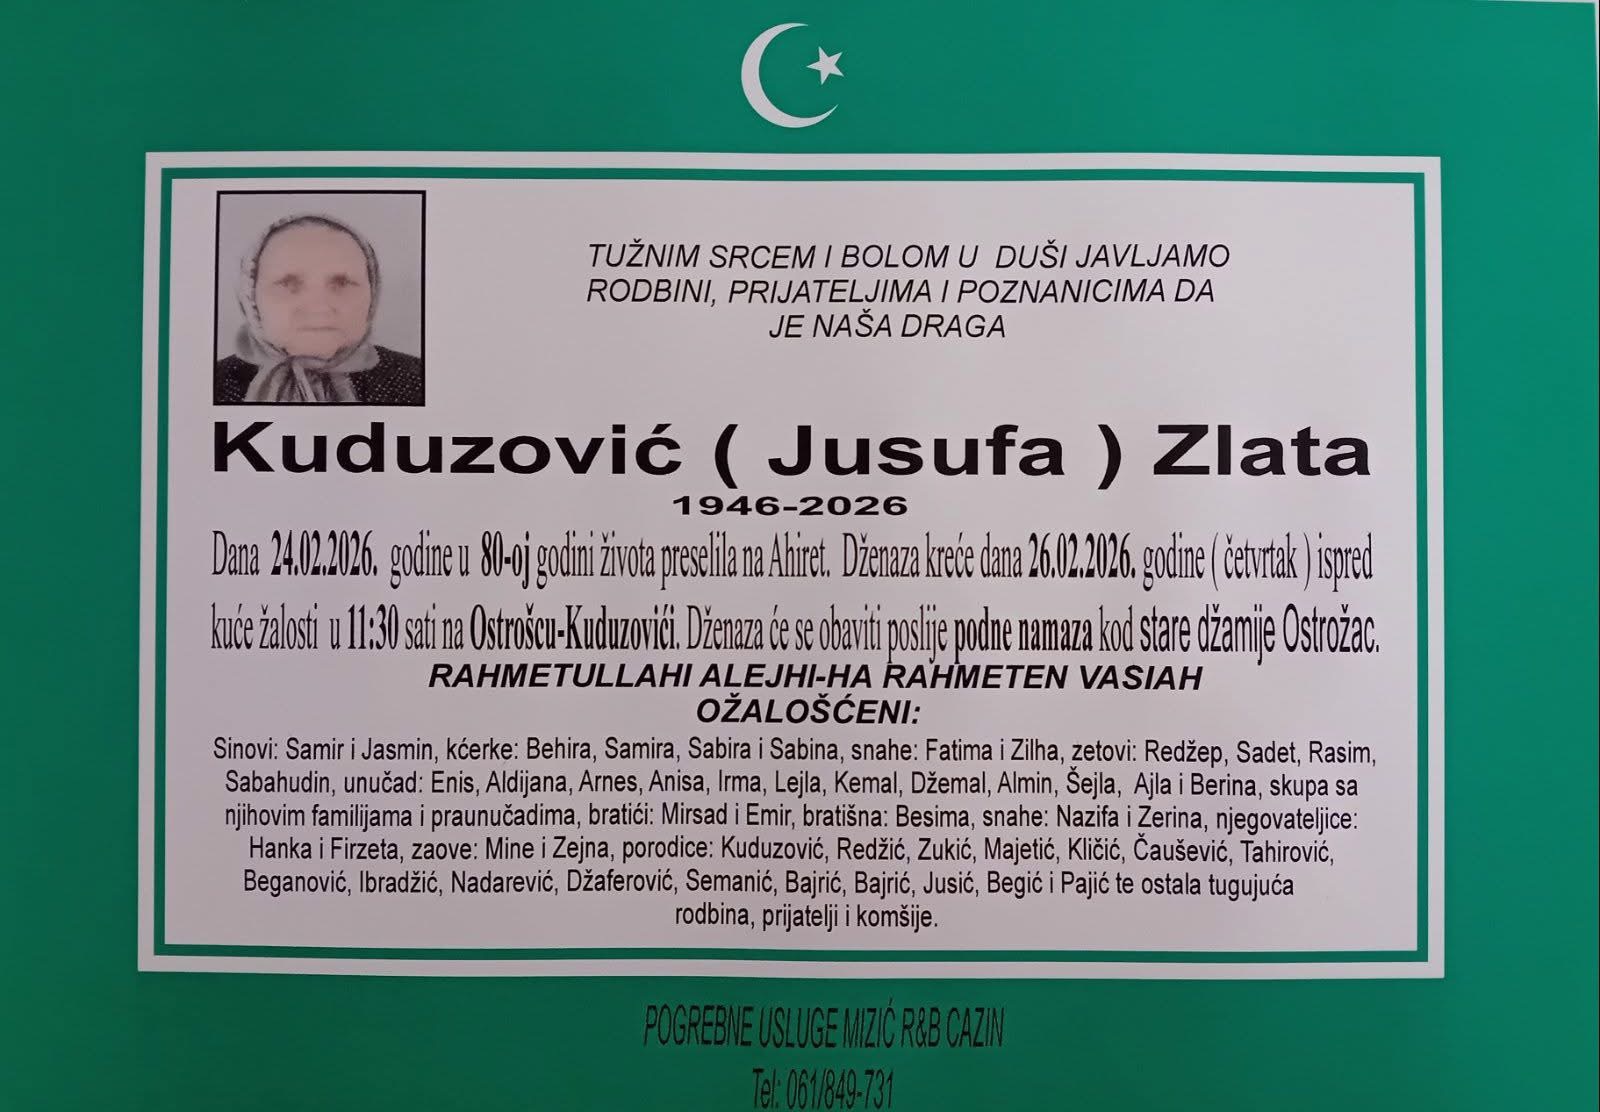 TUŽNIM SRCEM I BOLOM U DUŠI JAVLJAMO
RODBINI, PRIJATELJIMA I POZNANICIMA DA
JE NAŠA DRAGA
Kuduzović ( Jusufa ) Zlata
1946-2026
Dana 24.02.2026. godine u 80-oj godini života preselila na Ahiret. Dženaza kreće dana 26.02.2026. godine ( četvrtak ) ispred
kuće žalosti u 11:30 sati na Ostrošcu-Kuduzovići. Dženaza će se obaviti poslije podne namaza kod stare džamije Ostrožac.
RAHMETULLAHI ALEJHI-HA RAHMETEN VASIAH
OŽALOŠĆENI:
Sinovi: Samir i Jasmin, kćerke: Behira, Samira, Sabira i Sabina, snahe: Fatima i Zilha, zetovi: Redžep, Sadet, Rasim,
Sabahudin, unučad: Enis, Aldijana, Arnes, Anisa, Irma, Lejla, Kemal, Džemal, Almin, Šejla, Ajla i Berina, skupa sa
njihovim familijama i praunučadima, bratići: Mirsad i Emir, bratišna: Besima, snahe: Nazifa i Zerina, njegovateljice:
Hanka i Firzeta, zaove: Mine i Zejna, porodice: Kuduzović, Redžić, Zukić, Majetić, Kličić, Čaušević, Tahirović,
Beganović, Ibradžić, Nadarević, Džaferović, Semanić, Bajrić, Bajrić, Jusić, Begić i Pajić te ostala tugujuća
rodbina, prijatelji i komšije.
POGREBNE USLUGE MIZIĆ R&B CAZIN
Tel: 061/849-731